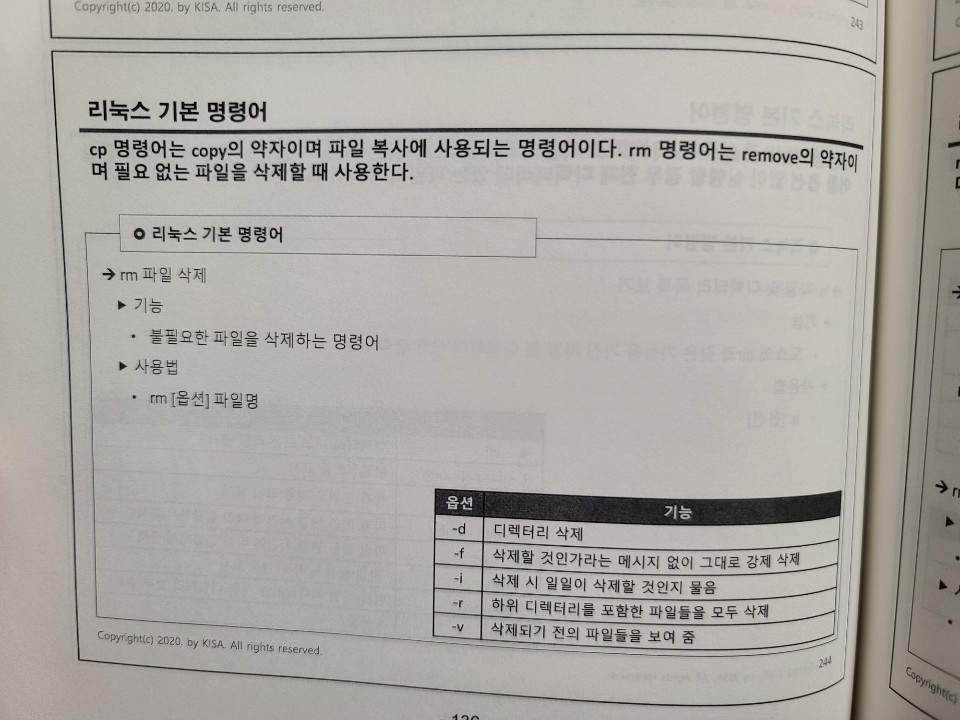 Copyright(c) 2020. by KISA. All rights reserved.
243
리눅스 기본 명령어
cp 명령어는 copy의 약자이며 파일 복사에 사용되는 명령어이다. rm 명령어는 remove의 약자이
며 필요 없는 파일을 삭제할 때 사용한다.
리눅스 기본 명령어
→ rm 파일 삭제
▶ 기능
• 불필요한 파일을 삭제하는 명령어
▶ 사용법
• rm [옵션] 파일명
옵션 기능
-d 디렉터리 삭제
-f 삭제할 것인가라는 메시지 없이 그대로 강제 삭제
-i 삭제 시 일일이 삭제할 것인지 물음
-r 하위 디렉터리를 포함한 파일들을 모두 삭제
-v 삭제되기 전의 파일들을 보여 줌
Copyright(c) 2020. by KISA. All rights reserved.
244
Copyright(c)